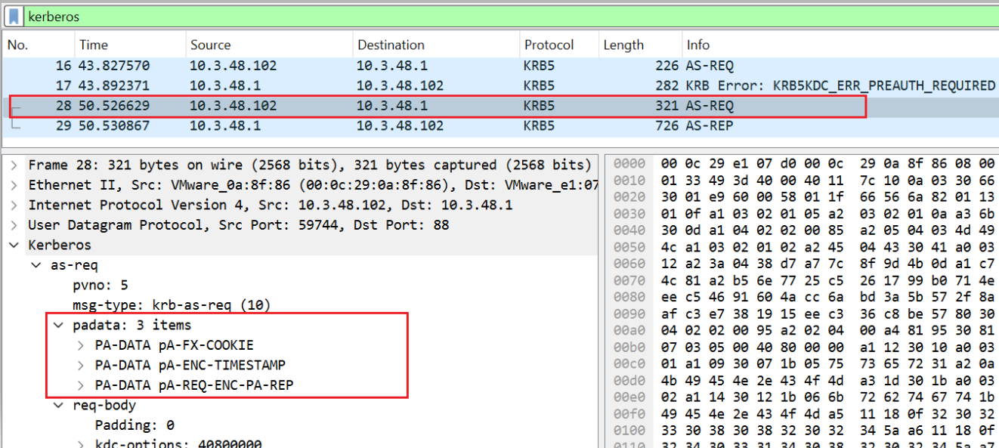 kerberos
No. Time Source Destination Protocol Length Info
16 43.827570 10.3.48.102 10.3.48.1 KRB5 226 AS-REQ
17 43.892371 10.3.48.1 10.3.48.102 KRB5 282 KRB Error: KRB5KDC_ERR_PREAUTH_REQUIRED
28 50.526629 10.3.48.102 10.3.48.1 KRB5 321 AS-REQ
29 50.530867 10.3.48.1 10.3.48.102 KRB5 726 AS-REP
Frame 28: 321 bytes on wire (2568 bits), 321 bytes captured (2568 bits)
Ethernet II, Src: VMware_0a:8f:86 (00:0c:29:0a:8f:86), Dst: VMware_e1:07
Internet Protocol Version 4, Src: 10.3.48.102, Dst: 10.3.48.1
User Datagram Protocol, Src Port: 59744, Dst Port: 88
Kerberos
as-req
pvno: 5
msg-type: krb-as-req (10)
padata: 3 items
PA-DATA pA-FX-COOKIE
PA-DATA pA-ENC-TIMESTAMP
PA-DATA pA-REQ-ENC-PA-REP
req-body
Padding: 0
kdc-options: 40800000
0000 00 0c 29 e1 07 d0 00 0c 29 0a 8f 86 08 00
0010 01 33 49 3d 40 00 40 11 7c 10 0a 03 30 66
0020 30 01 e9 60 00 58 01 1f 66 56 6a 82 01 13
0030 01 0f a1 03 02 01 05 a2 03 02 01 0a a3 6b
0040 30 0d a1 04 02 02 00 85 a2 05 04 03 4d 49
0050 4c a1 03 02 01 02 a2 45 04 43 30 41 a0 03
0060 12 a2 3a 04 38 d7 a7 7c 8f 9d 4b 0d a1 c7
0070 4c 81 a2 b5 6e 77 25 c5 26 17 99 b0 71 4e
0080 ee c5 46 91 60 4a cc 6a bd 3a 5b 57 2f 8a
0090 af c3 e7 38 19 15 ee c3 36 c8 be 57 80 30
00a0 04 02 02 00 95 a2 02 04 00 a4 81 95 30 81
00b0 07 03 05 00 40 80 00 00 a1 12 30 10 a0 03
00c0 01 a1 09 30 07 1b 05 75 73 65 72 31 a2 0a
00d0 4b 49 45 4e 2e 43 4f 4d a3 1d 30 1b a0 03
00e0 02 a1 14 30 12 1b 06 6b 72 62 74 67 74 1b
00f0 49 45 4e 2e 43 4f 4d a5 11 18 0f 32 30 32
0100 33 30 38 30 38 32 30 32 34 5a a6 11 18 0f
0110 32 34 30 33 31 34 30 38 32 30 32 34 5a a7